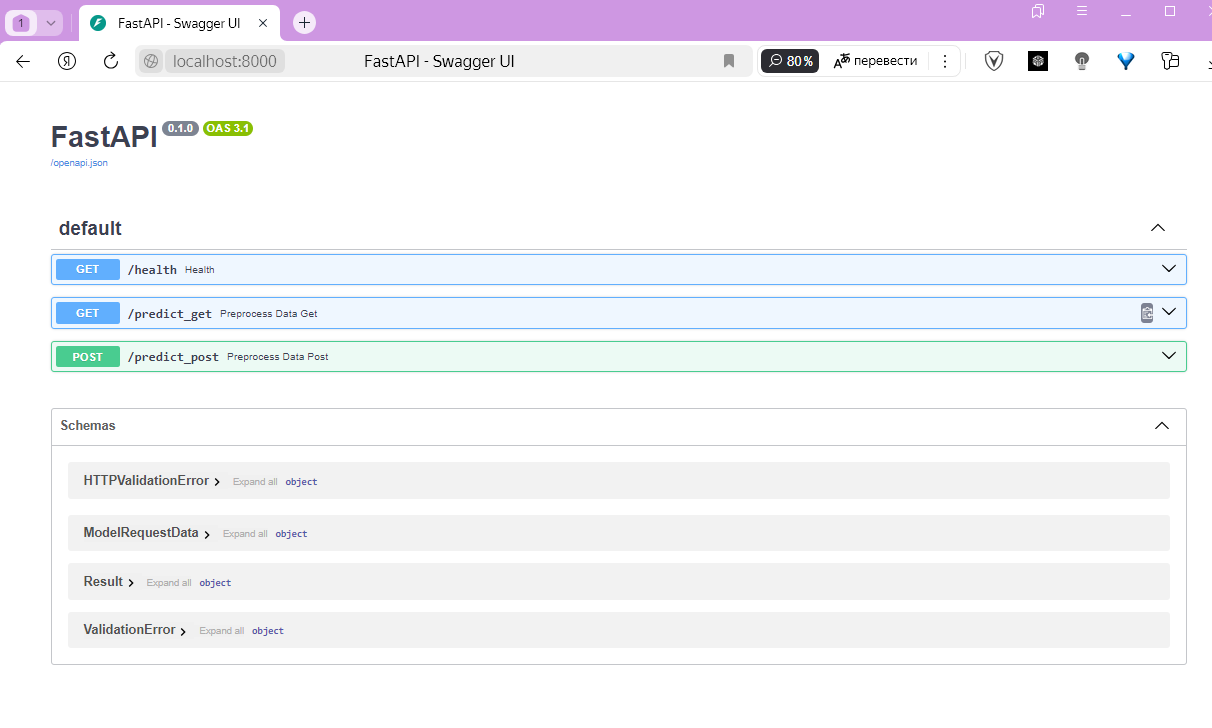 1 FastAPI - Swagger UI
Я localhost:8000 FastAPI - Swagger UI 80% перевести
FastAPI 0.1.0 OAS 3.1
/openapi.json
default
GET /health Health
GET /predict_get Preprocess Data Get
POST /predict_post Preprocess Data Post
Schemas
HTTPValidationError Expand all object
ModelRequestData Expand all object
Result Expand all object
ValidationError Expand all object